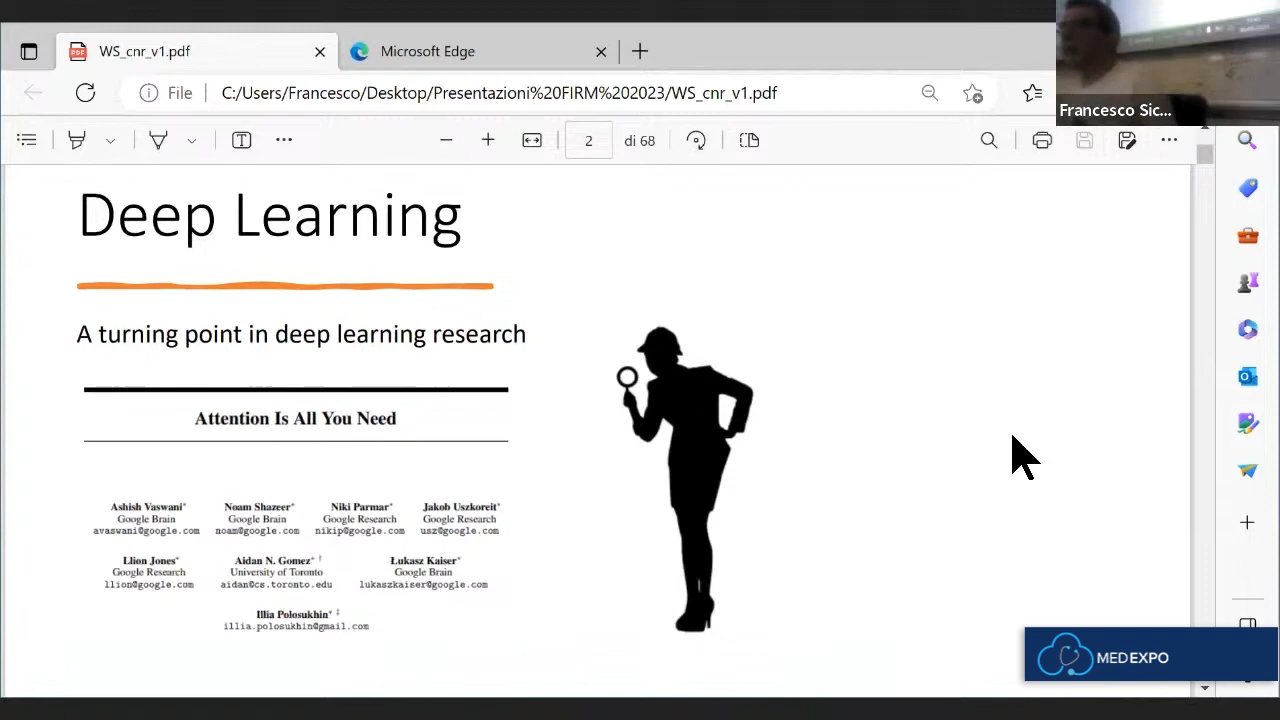 WS_cnr_v1.pdf
Microsoft Edge
File
C:/Users/Francesco/Desktop/Presentazioni%20FIRM%202023/WS_cnr_v1.pdf
Francesco Sic...
2 di 68
Deep Learning
A turning point in deep learning research
Attention Is All You Need
Ashish Vaswani* Noam Shazeer* Niki Parmar* Jakob Uszkoreit*
Google Brain Google Brain Google Research Google Research
avaswani@google.com noam@google.com nikip@google.com usz@google.com
Llion Jones* Aidan N. Gomez* † Łukasz Kaiser*
Google Research University of Toronto Google Brain
llion@google.com aidan@cs.toronto.edu lukaszkaiser@google.com
Illia Polosukhin* ‡
illia.polosukhin@gmail.com
MEDEXPO